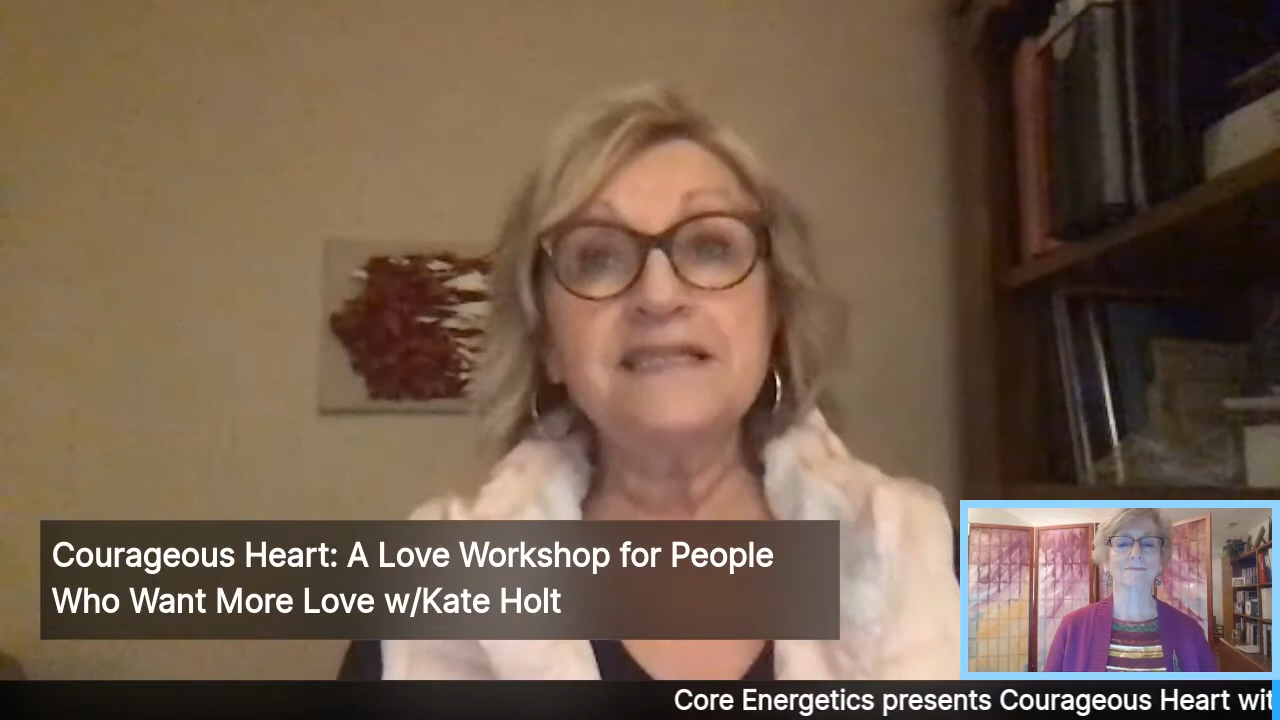 Courageous Heart: A Love Workshop for People
Who Want More Love w/Kate Holt
Core Energetics presents Courageous Heart wit